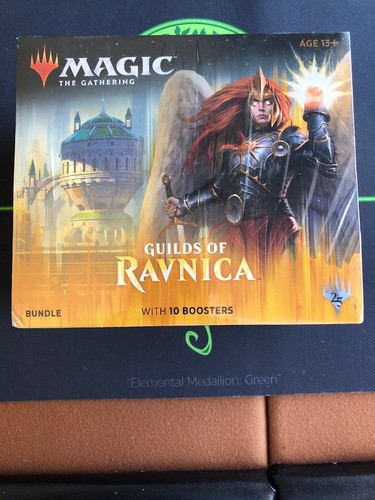 MAGIC
THE GATHERING
AGE 13+
GUILDS OF
RAVNICA
25
BUNDLE
WITH 10 BOOSTERS
"Elemental Medallion: Green"